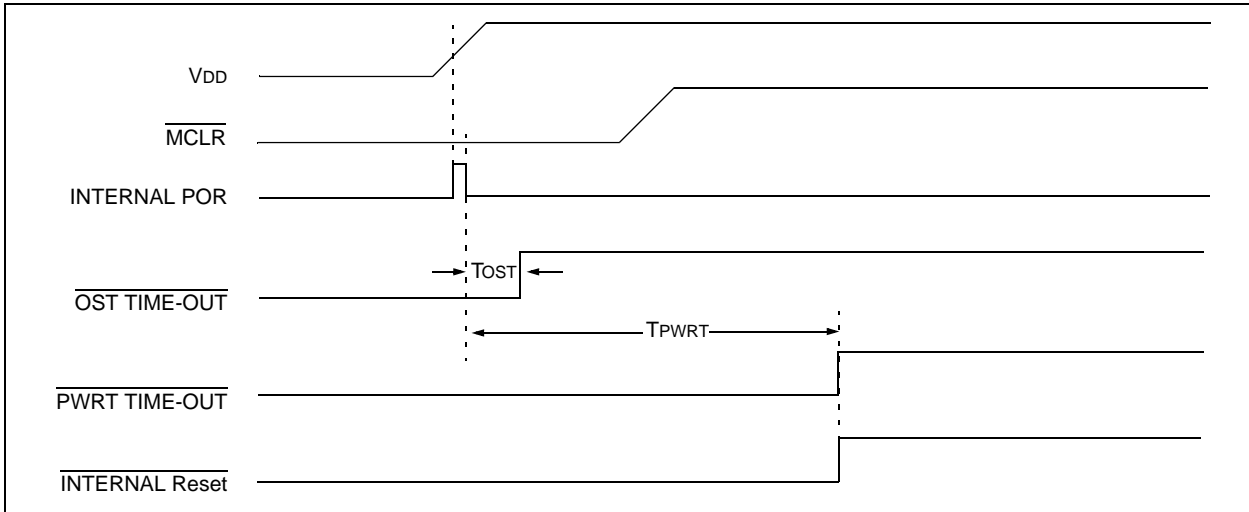 VDD
MCLR
INTERNAL POR
TOST
OST TIME-OUT
TPWRT
PWRT TIME-OUT
INTERNAL Reset